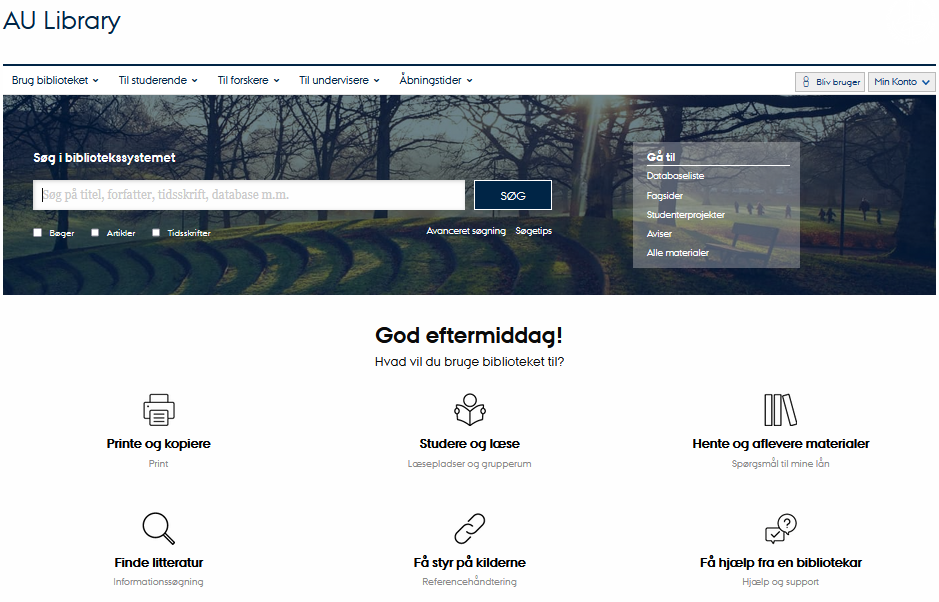 AU Library
Brug biblioteket
Til studerende
Til forskere
Til undervisere
Åbningstider
Bliv bruger
Min Konto
Søg i bibliotekssystemet
Søg på titel, forfatter, tidsskrift, database m.m.
SØG
Bøger
Artikler
Tidsskrifter
Avanceret søgning
Søgetips
Gå til
Databaseliste
Fagsider
Studenterprojekter
Aviser
Alle materialer
God eftermiddag!
Hvad vil du bruge biblioteket til?
Printe og kopiere
Print
Studere og læse
Læsepladser og grupperum
Hente og aflevere materialer
Spørgsmål til mine lån
Finde litteratur
Informationssøgning
Få styr på kilderne
Referencehåndtering
Få hjælp fra en bibliotekar
Hjælp og support